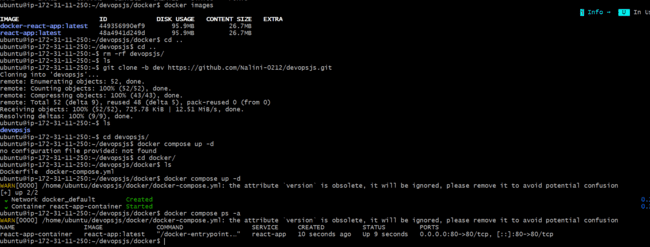 ubuntu@ip-172-31-11-250:~/devopsjs/docker$ docker images
i Info → U In U
IMAGE ID DISK USAGE CONTENT SIZE EXTRA
docker-react-app:latest 449356990ef9 95.9MB 26.7MB
react-app:latest 48a4941d249d 95.9MB 26.7MB
ubuntu@ip-172-31-11-250:~/devopsjs/docker$ cd ..
ubuntu@ip-172-31-11-250:~/devopsjs$ cd ..
ubuntu@ip-172-31-11-250:~$ rm -rf devopsjs/
ubuntu@ip-172-31-11-250:~$ ls
ubuntu@ip-172-31-11-250:~$ git clone -b dev https://github.com/Nalini-0212/devopsjs.git
Cloning into 'devopsjs'...
remote: Enumerating objects: 52, done.
remote: Counting objects: 100% (52/52), done.
remote: Compressing objects: 100% (43/43), done.
remote: Total 52 (delta 9), reused 48 (delta 5), pack-reused 0 (from 0)
Receiving objects: 100% (52/52), 725.78 KiB | 12.51 MiB/s, done.
Resolving deltas: 100% (9/9), done.
ubuntu@ip-172-31-11-250:~$ ls
devopsjs
ubuntu@ip-172-31-11-250:~$ cd devopsjs/
ubuntu@ip-172-31-11-250:~/devopsjs$ docker compose up -d
no configuration file provided: not found
ubuntu@ip-172-31-11-250:~/devopsjs$ cd docker/
ubuntu@ip-172-31-11-250:~/devopsjs/docker$ ls
Dockerfile docker-compose.yml
ubuntu@ip-172-31-11-250:~/devopsjs/docker$ docker compose up -d
WARN[0000] /home/ubuntu/devopsjs/docker/docker-compose.yml: the attribute `version` is obsolete, it will be ignored, please remove it to avoid potential confusion
[+] up 2/2
✔ Network docker_default Created 0.
✔ Container react-app-container Started 0.
ubuntu@ip-172-31-11-250:~/devopsjs/docker$ docker compose ps -a
WARN[0000] /home/ubuntu/devopsjs/docker/docker-compose.yml: the attribute `version` is obsolete, it will be ignored, please remove it to avoid potential confusion
NAME IMAGE COMMAND SERVICE CREATED STATUS PORTS
react-app-container react-app:latest "/docker-entrypoint.…" react-app 10 seconds ago Up 9 seconds 0.0.0.0:80->80/tcp, [::]:80->80/tcp
ubuntu@ip-172-31-11-250:~/devopsjs/docker$